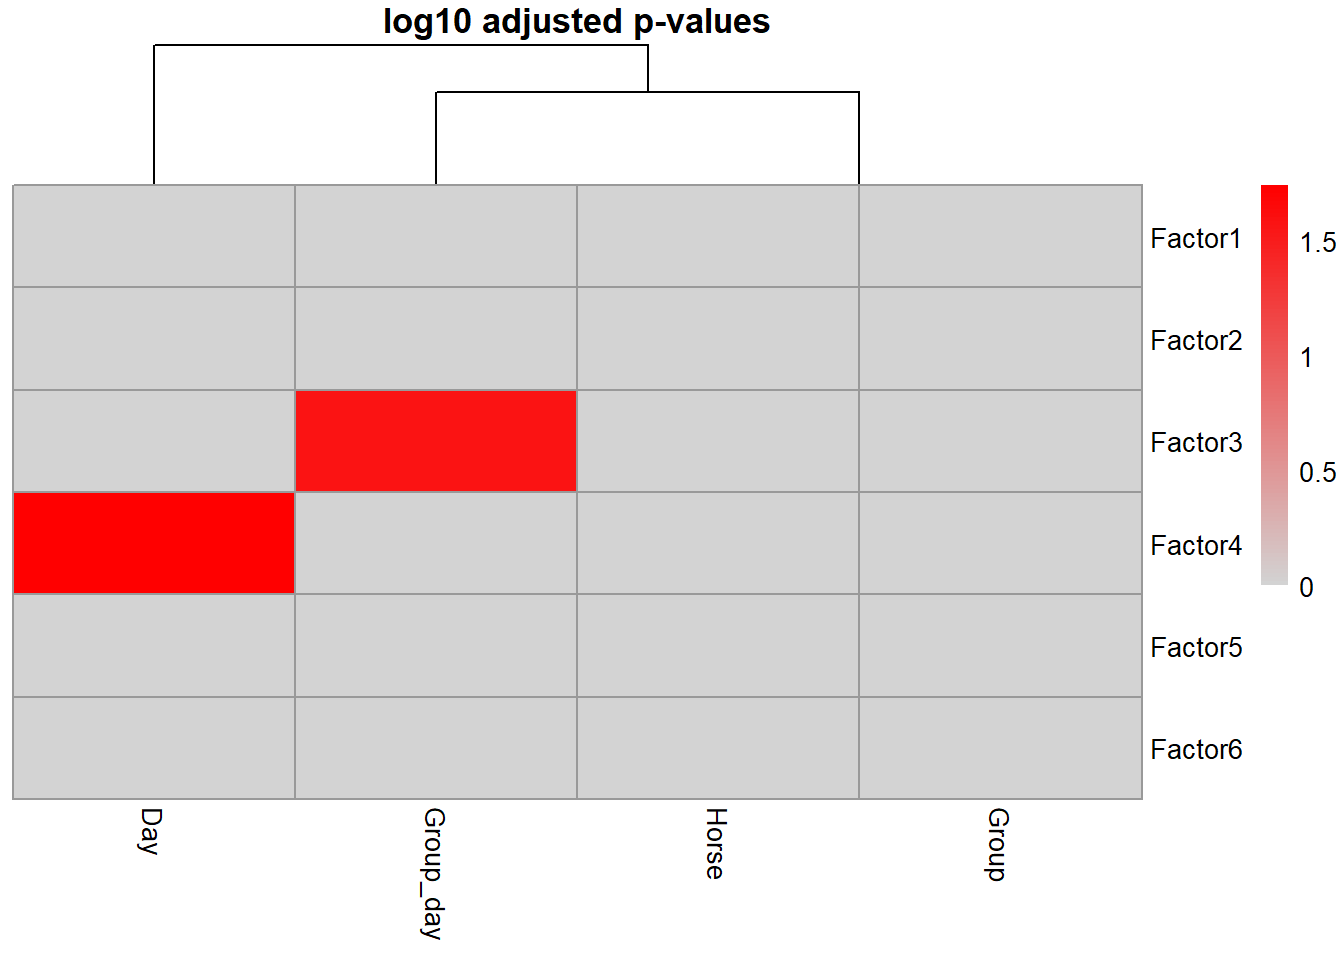 log10 adjusted p-values
Factor1
Factor2
Factor3
Factor4
Factor5
Factor6
1.5
1
0.5
0
Day
Group_day
Horse
Group